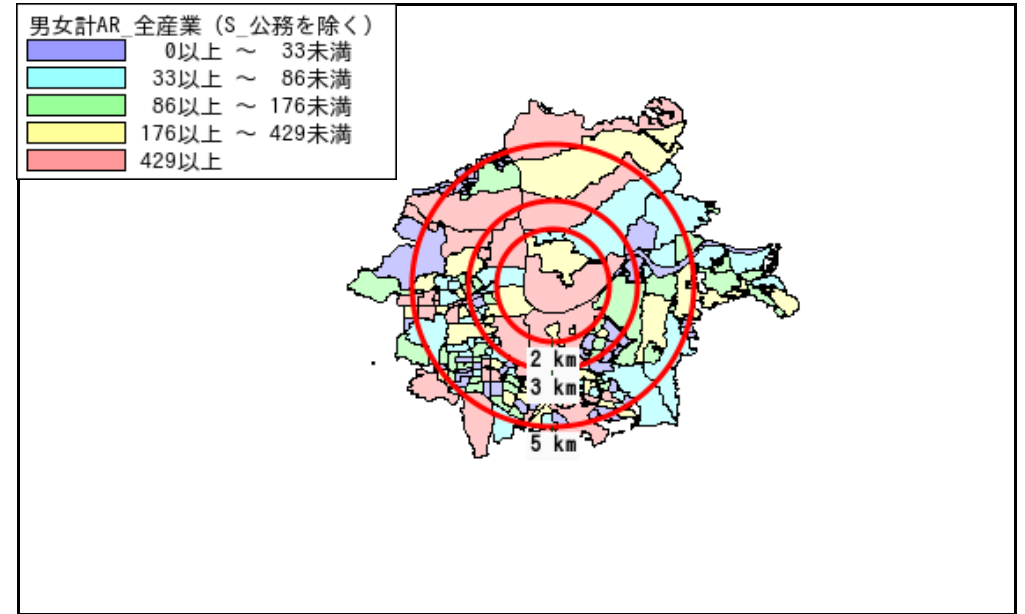 男女計AR_全産業（S_公務を除く）
0以上 ～ 33未満
33以上 ～ 86未満
86以上 ～ 176未満
176以上 ～ 429未満
429以上
2 km
3 km
5 km